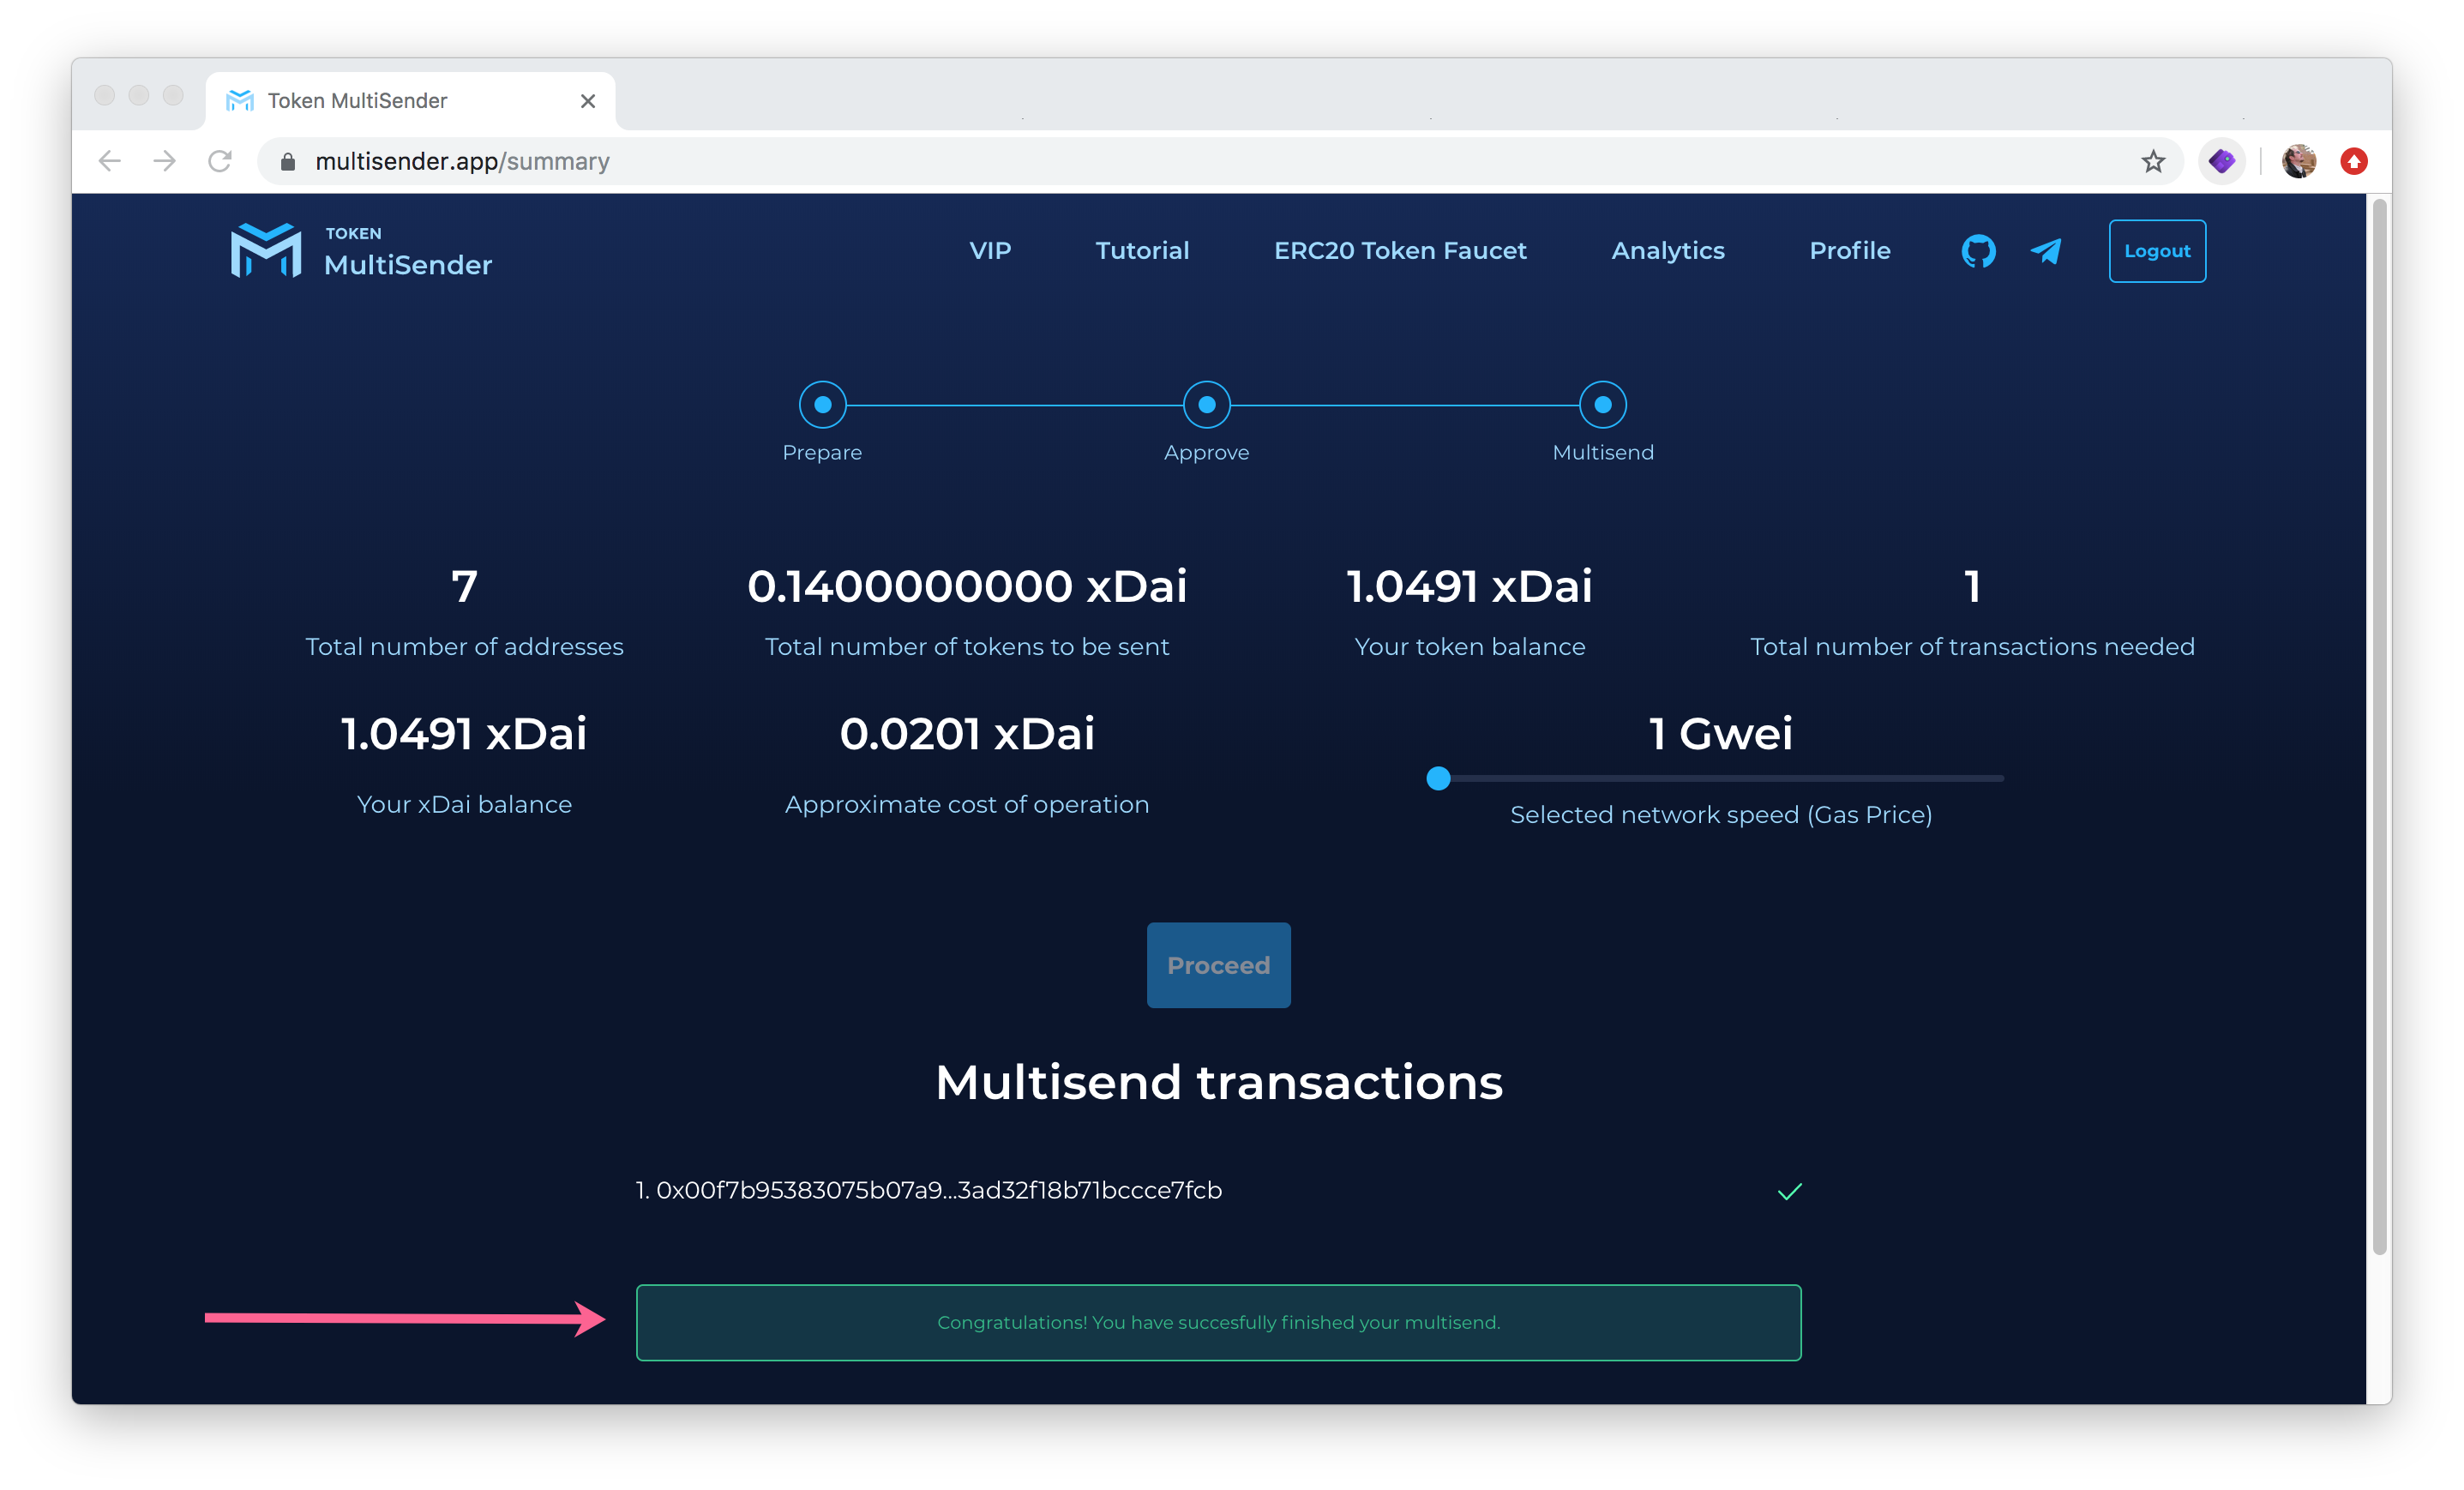 Token MultiSender
multisender.app/summary
TOKEN
MultiSender
VIP Tutorial ERC20 Token Faucet Analytics Profile Logout
Prepare Approve Multisend
7 0.1400000000 xDai 1.0491 xDai 1
Total number of addresses Total number of tokens to be sent Your token balance Total number of transactions needed
1.0491 xDai 0.0201 xDai 1 Gwei
Your xDai balance Approximate cost of operation Selected network speed (Gas Price)
Proceed
Multisend transactions
1. 0x00f7b95383075b07a9...3ad32f18b71bccce7fcb
Congratulations! You have succesfully finished your multisend.